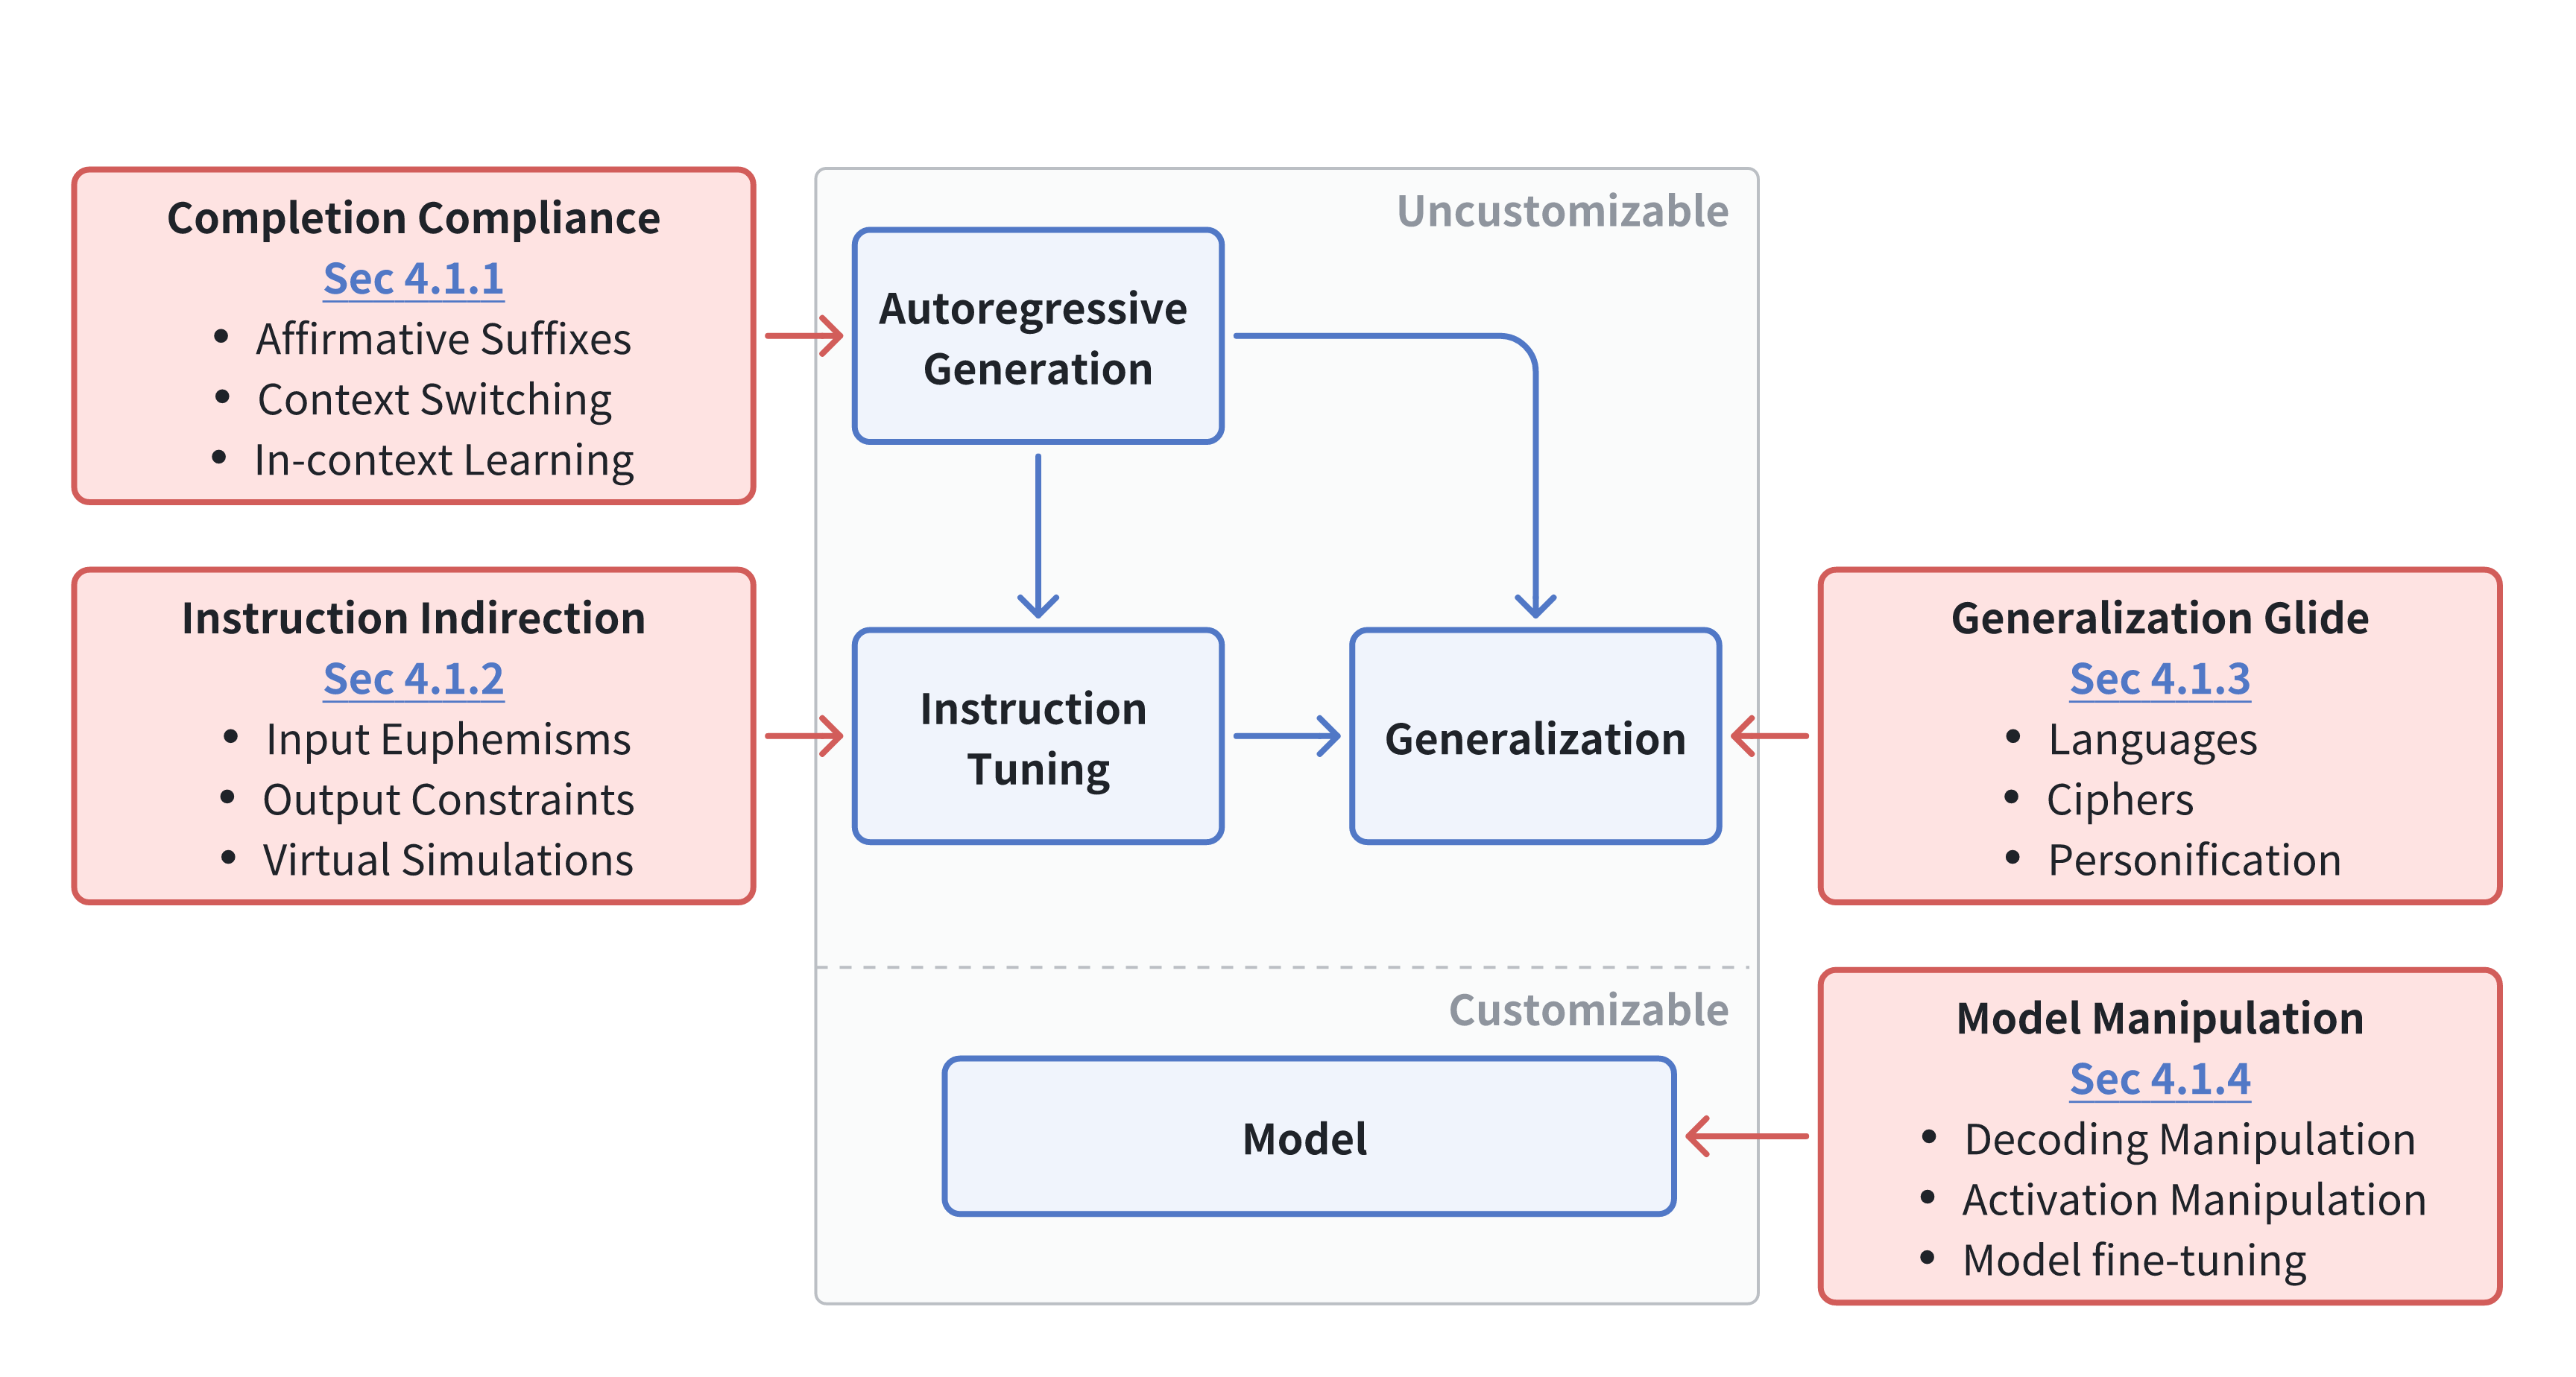 Completion Compliance
Sec 4.1.1
• Affirmative Suffixes
• Context Switching
• In-context Learning
Instruction Indirection
Sec 4.1.2
• Input Euphemisms
• Output Constraints
• Virtual Simulations
Uncustomizable
Autoregressive
Generation
Instruction
Tuning
Generalization
Customizable
Model
Generalization Glide
Sec 4.1.3
• Languages
• Ciphers
• Personification
Model Manipulation
Sec 4.1.4
• Decoding Manipulation
• Activation Manipulation
• Model fine-tuning